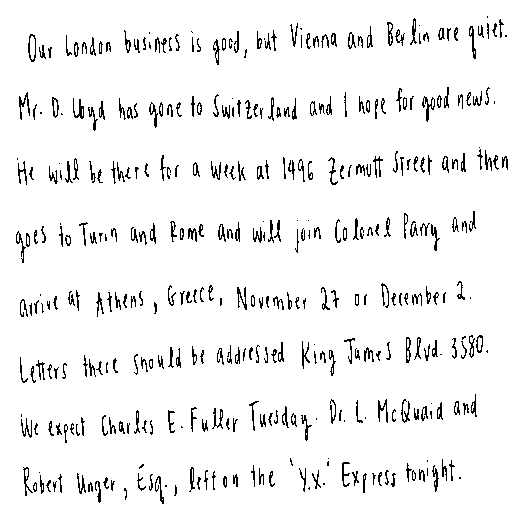 Our London business is good, but Vienna and Berlin are quiet.
Mr. D. Lloyd has gone to Switzerland and I hope for good news.
He will be there for a week at 1496 Zermott Street and then
goes to Turin and Rome and will join Colonel Parry and
arrive at Athens, Greece, November 27 or December 2.
Letters there should be addressed King James Blvd. 3580.
We expect Charles E. Fuller Tuesday. Dr. L. McQuaid and
Robert Unger, Esq., left on the 'Y.X.' Express tonight.